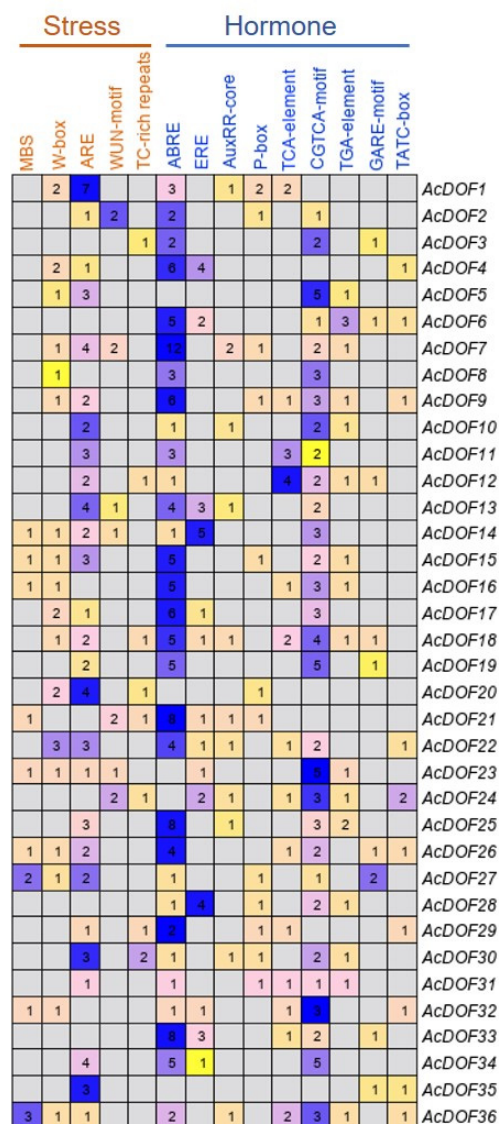 Stress Hormone
MBS W-box ARE WUN-motif TC-rich repeats ABRE ERE AuxRR-core P-box TCA-element CGTCA-motif TGA-element GARE-motif TATC-box
2 7 3 1 2 2 AcDOF1
1 2 2 1 1 AcDOF2
1 2 2 1 AcDOF3
2 1 6 4 1 AcDOF4
1 3 5 1 AcDOF5
5 2 1 3 1 1 AcDOF6
1 4 2 12 2 1 2 1 AcDOF7
1 3 3 AcDOF8
1 2 6 1 1 3 1 1 AcDOF9
2 1 1 2 1 AcDOF10
3 3 3 2 AcDOF11
2 1 1 4 2 1 1 AcDOF12
4 1 4 3 1 2 AcDOF13
1 1 2 1 1 5 3 AcDOF14
1 1 3 5 1 2 1 AcDOF15
1 1 5 1 3 1 AcDOF16
2 1 6 1 3 AcDOF17
1 2 1 5 1 1 2 4 1 1 AcDOF18
2 5 5 1 AcDOF19
2 4 1 1 AcDOF20
1 2 1 8 1 1 1 AcDOF21
3 3 4 1 1 1 2 1 AcDOF22
1 1 1 1 1 1 AcDOF23
2 1 2 1 1 3 1 2 AcDOF24
3 8 1 3 2 AcDOF25
1 1 2 4 1 2 1 1 AcDOF26
2 1 2 1 1 1 2 AcDOF27
1 4 1 2 1 AcDOF28
1 1 2 1 1 1 AcDOF29
3 2 1 1 1 2 1 AcDOF30
1 1 1 1 1 1 AcDOF31
1 1 1 1 1 3 1 AcDOF32
8 3 1 2 1 AcDOF33
4 5 1 5 AcDOF34
3 1 1 AcDOF35
3 1 1 2 1 2 3 1 1 AcDOF36